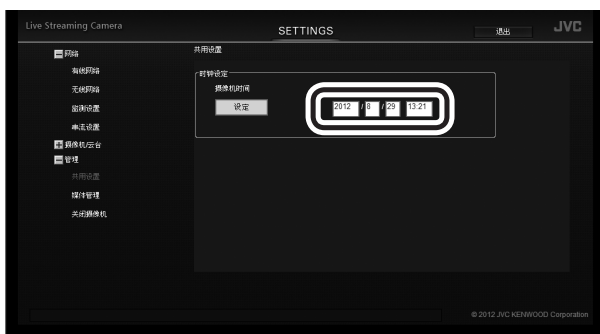 Live Streaming Camera
SETTINGS
退出
JVC
网络
有线网络
无线网络
监测设置
串流设置
摄像机/云台
管理
共用设置
媒体管理
关闭摄像机
共用设置
时钟设定
摄像机时间
设定
2012 / 8 / 29 13:21
© 2012 JVC KENWOOD Corporation